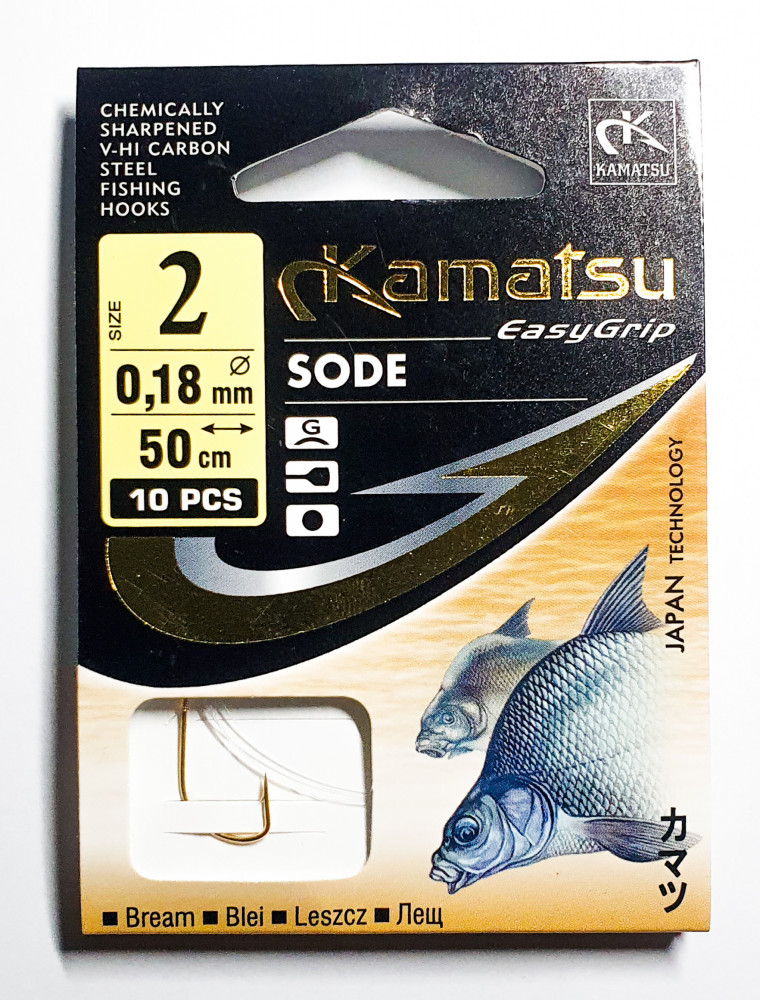 CHEMICALLY
SHARPENED
V-HI CARBON
STEEL
FISHING
HOOKS
KAMATSU
SIZE
2
0,18 mm
Ø
50 cm
10 PCS
Kamatsu
EasyGrip
SODE
G
JAPAN TECHNOLOGY
カマツ
■ Bream ■ Blei ■ Leszcz ■ Лещ